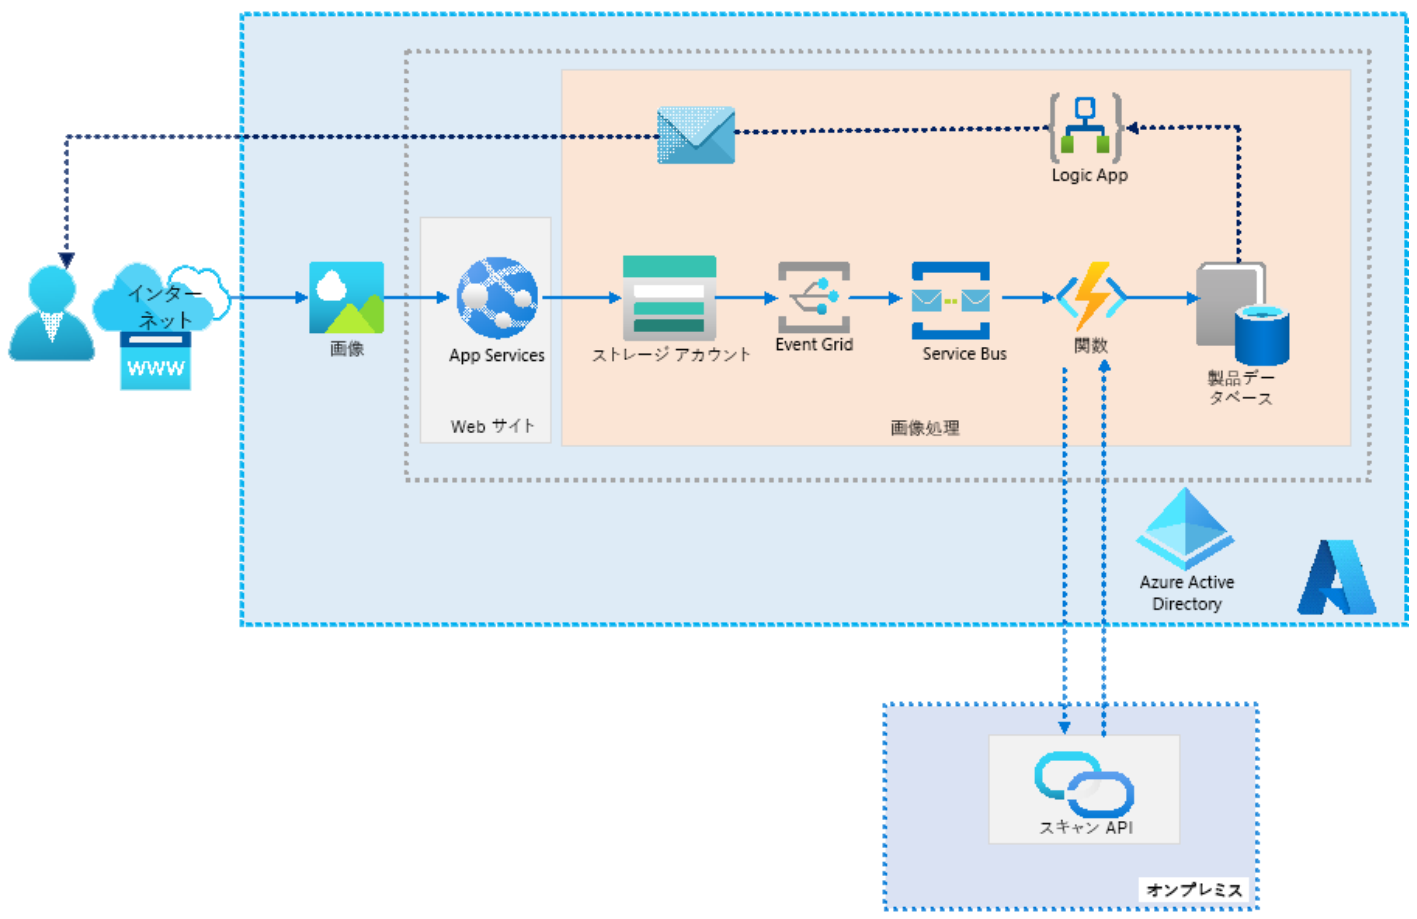 Logic App
インター
ネット
www
画像
App Services
ストレージ アカウント
Event Grid
Service Bus
関数
製品デー
タベース
Web サイト
画像処理
Azure Active
Directory
スキャン API
オンプレミス